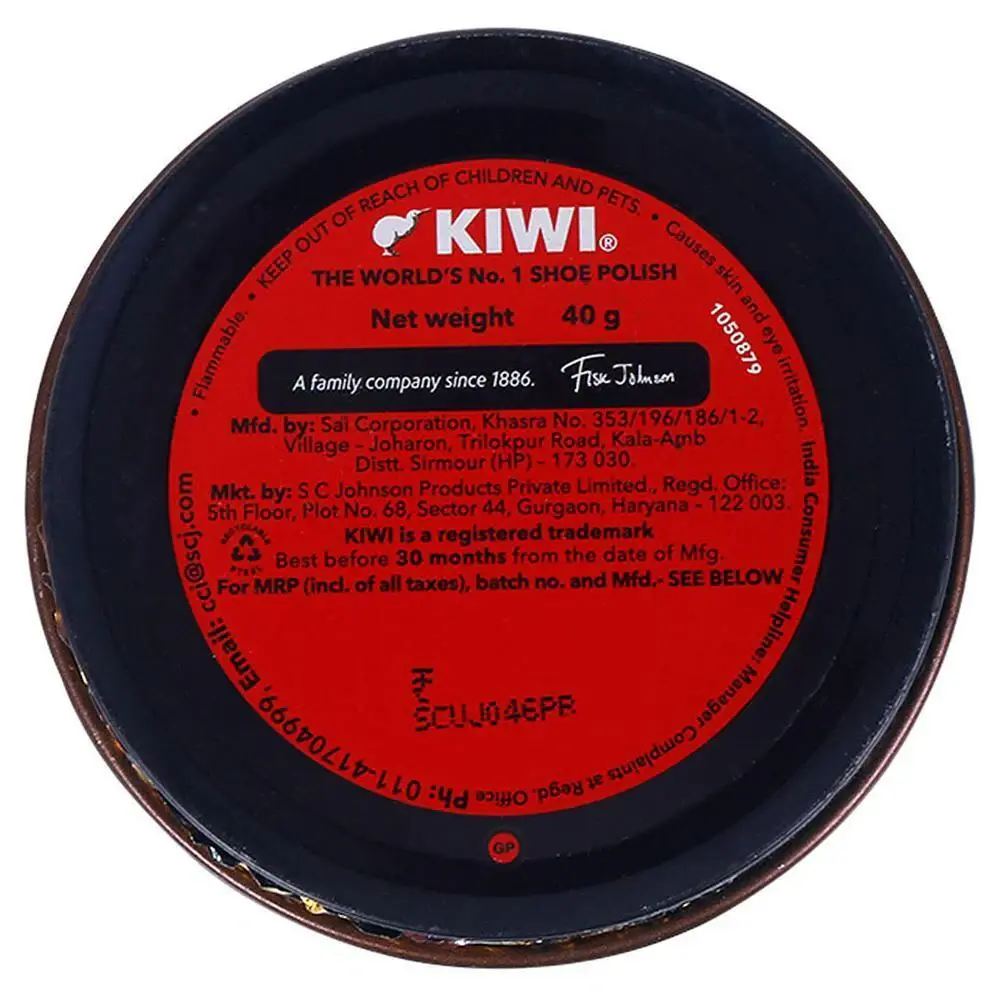 • Flammable. • KEEP OUT OF REACH OF CHILDREN AND PETS. • Causes skin and eye irritation. India Consumer Helpline: Manager Complaints at Regd. Office Ph: 011-41704999, Email: cci@scj.com
KIWI®
THE WORLD'S No. 1 SHOE POLISH
Net weight 40 g
1050879
A family company since 1886. Fisk Johnson
Mfd. by: Sai Corporation, Khasra No. 353/196/186/1-2,
Village - Joharon, Trilokpur Road, Kala-Amb
Distt. Sirmour (HP) - 173 030.
Mkt. by: S C Johnson Products Private Limited., Regd. Office:
5th Floor, Plot No. 68, Sector 44, Gurgaon, Haryana - 122 003.
KIWI is a registered trademark
RECYCLABLE
STEEL
Best before 30 months from the date of Mfg.
For MRP (incl. of all taxes), batch no. and Mfd.- SEE BELOW
GP